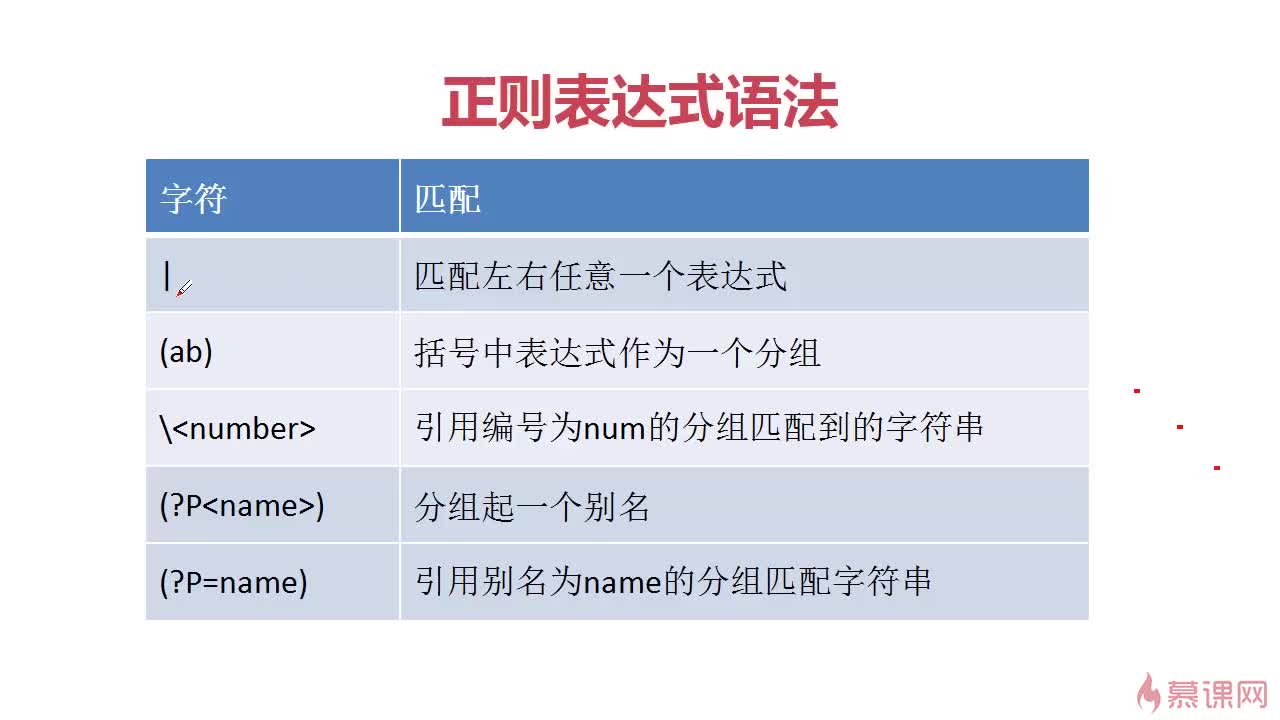 正则表达式语法
字符 匹配
| 匹配左右任意一个表达式
(ab) 括号中表达式作为一个分组
\<number> 引用编号为num的分组匹配到的字符串
(?P<name>) 分组起一个别名
(?P=name) 引用别名为name的分组匹配字符串
慕课网